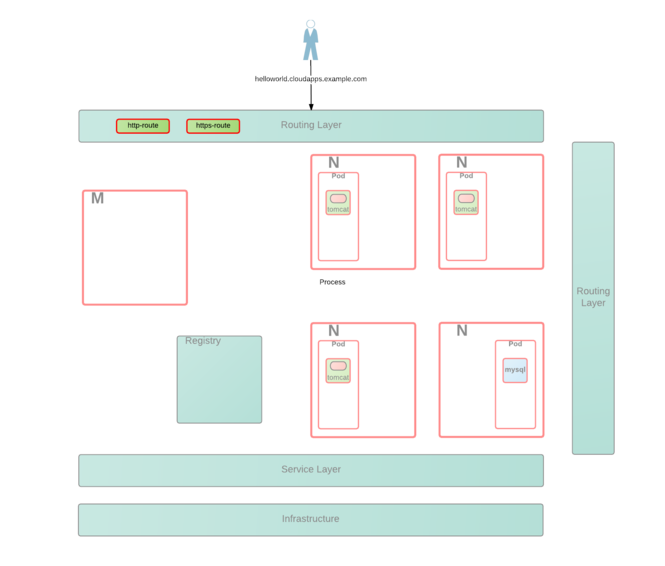 helloworld.cloudapps.example.com
http-route
https-route
Routing Layer
M
N
Pod
tomcat
N
Pod
tomcat
Routing
Layer
Process
N
Pod
tomcat
N
Pod
mysql
Registry
Service Layer
Infrastructure